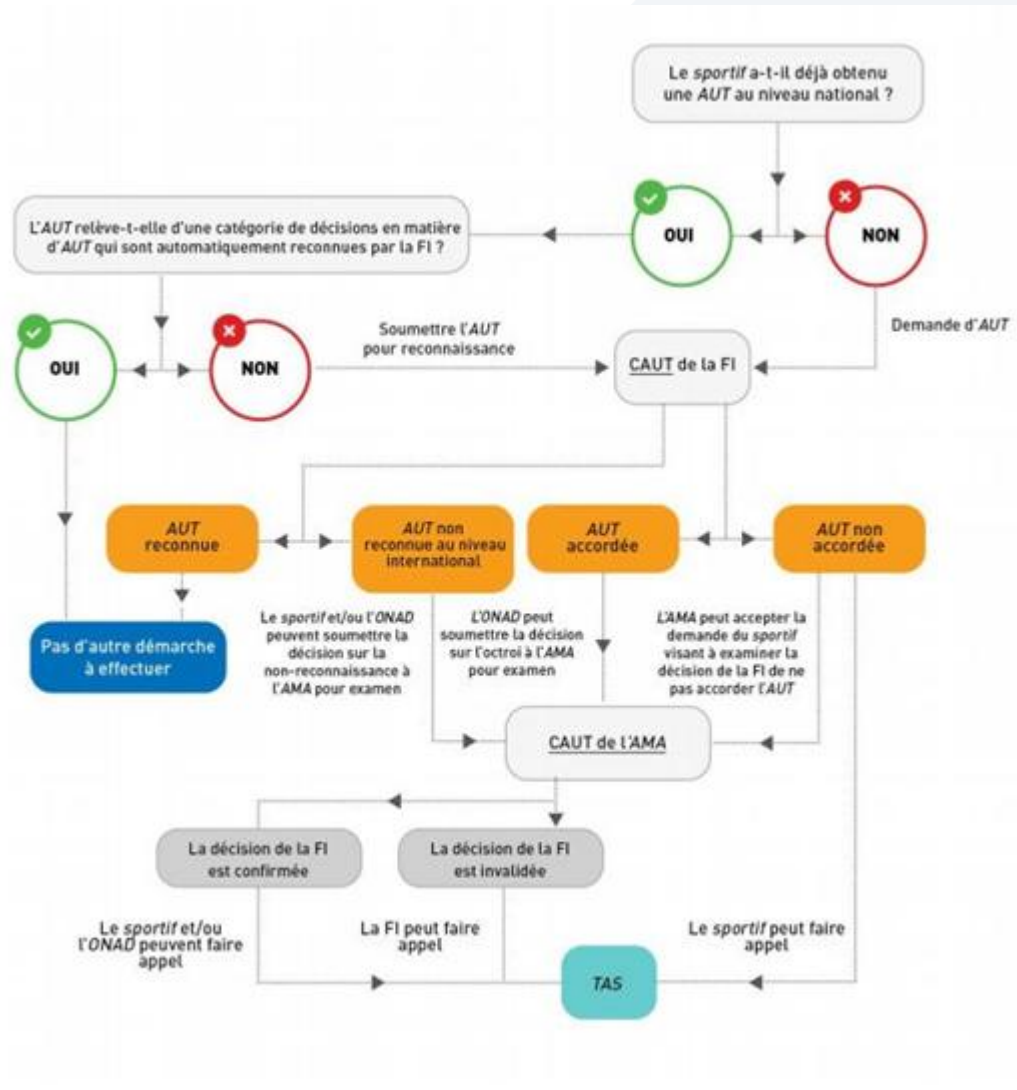 Le sportif a-t-il déjà obtenu
une AUT au niveau national ?
OUI
NON
L'AUT relève-t-elle d'une catégorie de décisions en matière
d'AUT qui sont automatiquement reconnues par la FI ?
OUI
NON
Soumettre l'AUT
pour reconnaissance
Demande d'AUT
CAUT de la FI
AUT
reconnue
AUT non
reconnue au niveau
international
AUT
accordée
AUT non
accordée
Pas d'autre démarche
à effectuer
Le sportif et/ou l'ONAD
peuvent soumettre la
décision sur la
non-reconnaissance à
l'AMA pour examen
L'ONAD peut
soumettre la décision
sur l'octroi à l'AMA
pour examen
L'AMA peut accepter la
demande du sportif
visant à examiner la
décision de la FI de ne
pas accorder l'AUT
CAUT de l'AMA
La décision de la FI
est confirmée
La décision de la FI
est invalidée
Le sportif et/ou
l'ONAD peuvent faire
appel
La FI peut faire
appel
Le sportif peut faire
appel
TAS